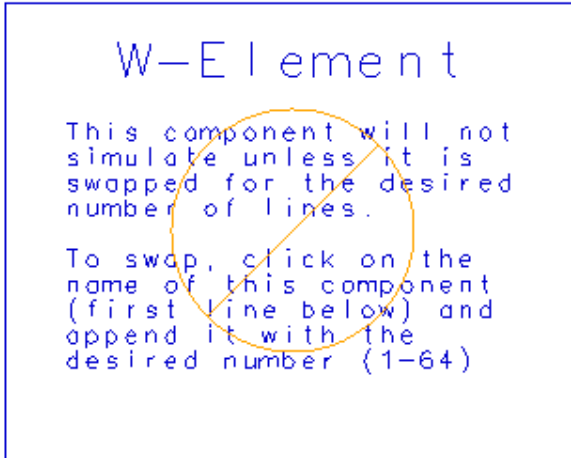 W-Element
This component will not
simulate unless it is
swapped for the desired
number of lines.
To swap, click on the
name of this component
(first line below) and
append it with the
desired number (1-64)